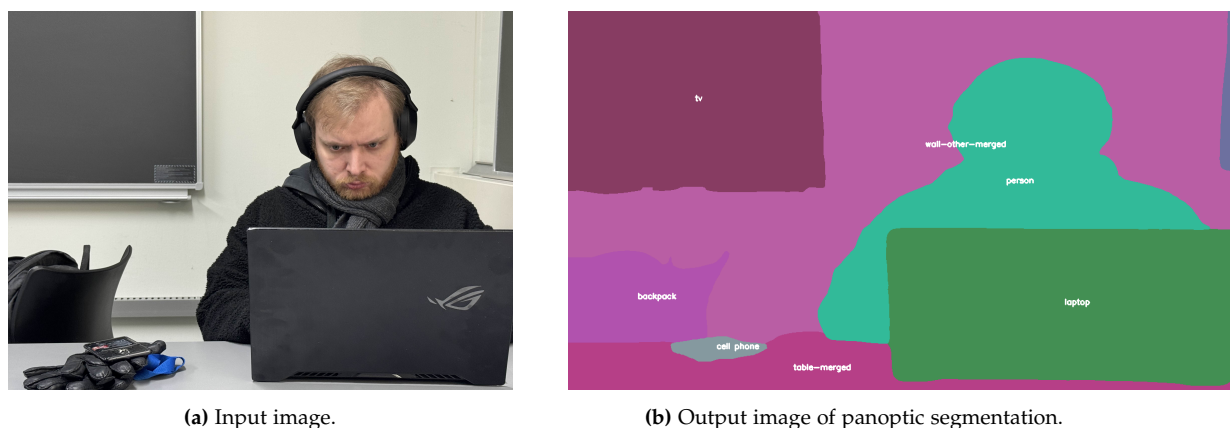 tv
wall-other-merged
person
backpack
laptop
cell phone
table-merged
(a) Input image.
(b) Output image of panoptic segmentation.